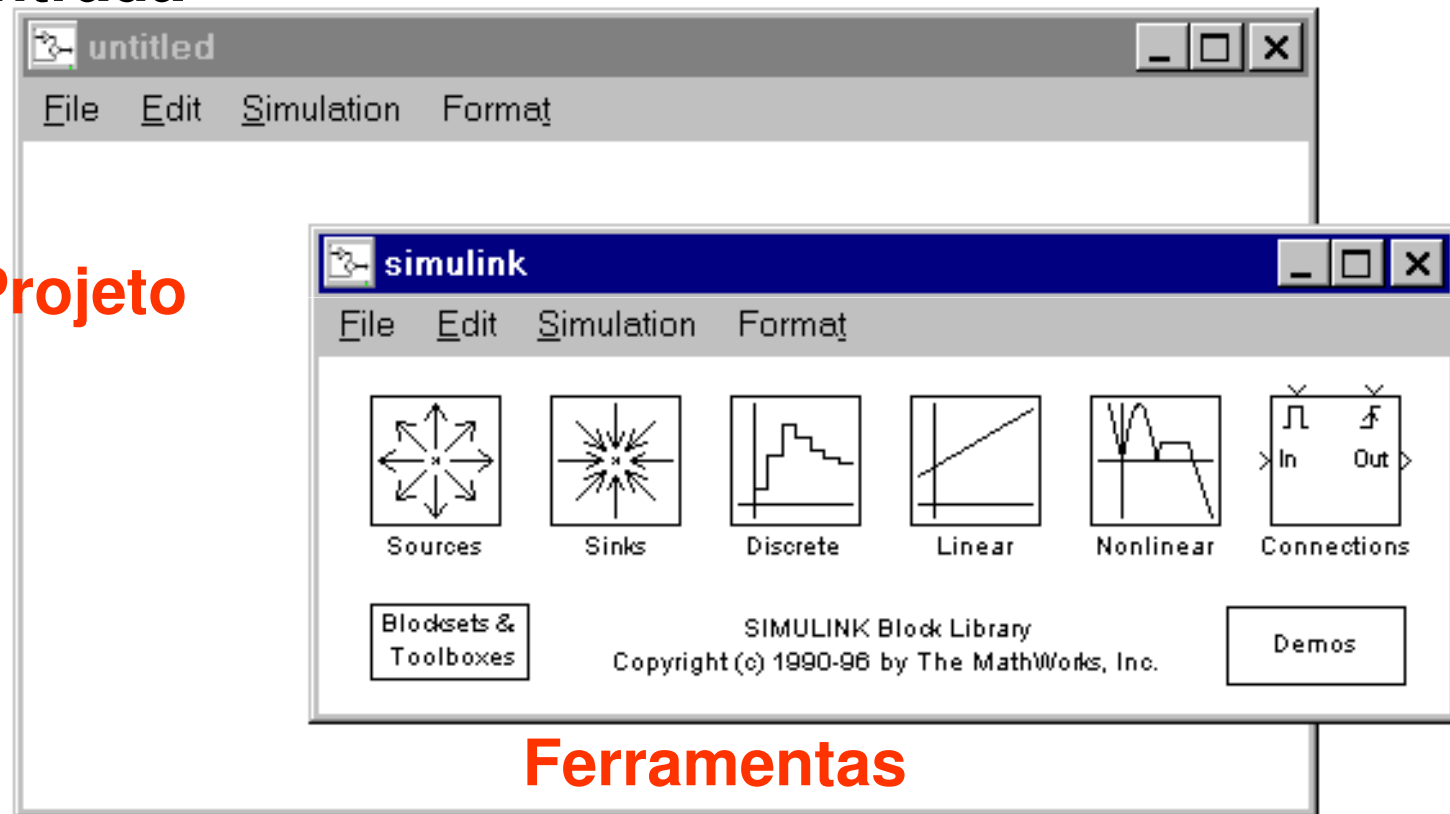 untitled
File Edit Simulation Format
Projeto
simulink
File Edit Simulation Format
In Out
Sources Sinks Discrete Linear Nonlinear Connections
Blocksets &
Toolboxes
SIMULINK Block Library
Copyright (c) 1990-96 by The MathWorks, Inc.
Demos
Ferramentas